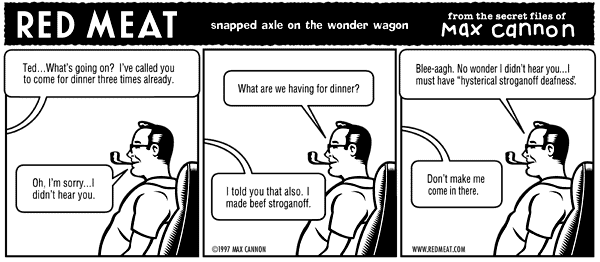 RED MEAT
snapped axle on the wonder wagon
from the secret files of
Max cannon
Ted...What's going on? I've called you
to come for dinner three times already.
Oh, I'm sorry...I
didn't hear you.
What are we having for dinner?
I told you that also. I
made beef stroganoff.
©1997 MAX CANNON
Blee-aagh. No wonder I didn't hear you...I
must have "hysterical stroganoff deafness".
Don't make me
come in there.
WWW.REDMEAT.COM